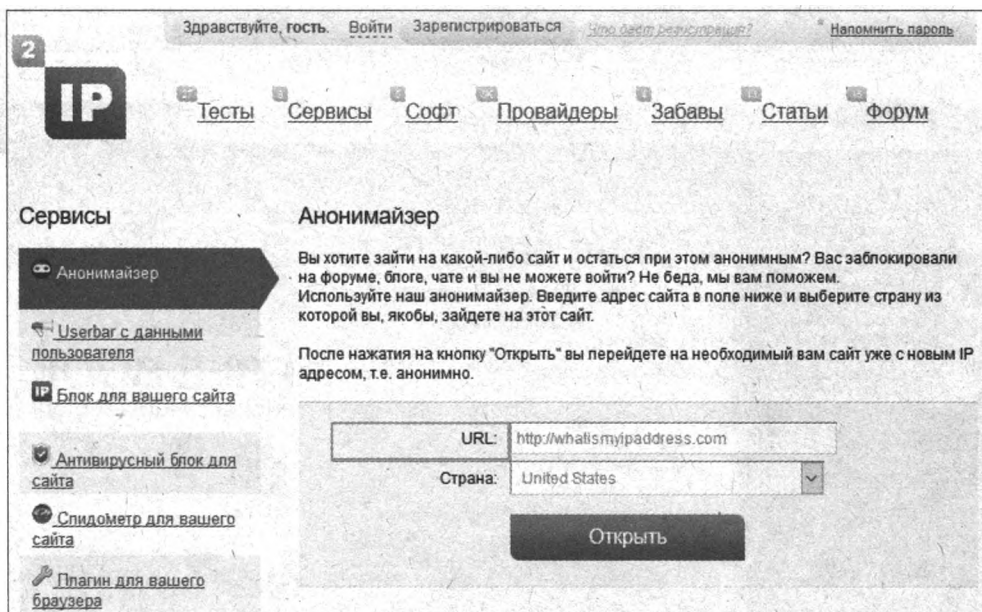 Здравствуйте, гость. Войти Зарегистрироваться Что дает регистрация? Напомнить пароль
2
IP
Тесты Сервисы Софт Провайдеры Забавы Статьи Форум
Сервисы
Анонимайзер
Userbar с данными
пользователя
Блок для вашего сайта
Антивирусный блок для
сайта
Спидометр для вашего
сайта
Плагин для вашего
браузера
Анонимайзер
Вы хотите зайти на какой-либо сайт и остаться при этом анонимным? Вас заблокировали
на форуме, блоге, чате и вы не можете войти? Не беда, мы вам поможем.
Используйте наш анонимайзер. Введите адрес сайта в поле ниже и выберите страну из
которой вы, якобы, зайдете на этот сайт.
После нажатия на кнопку "Открыть" вы перейдете на необходимый вам сайт уже с новым IP
адресом, т.е. анонимно.
URL: http://whatismyipaddress.com
Страна: United States
Открыть